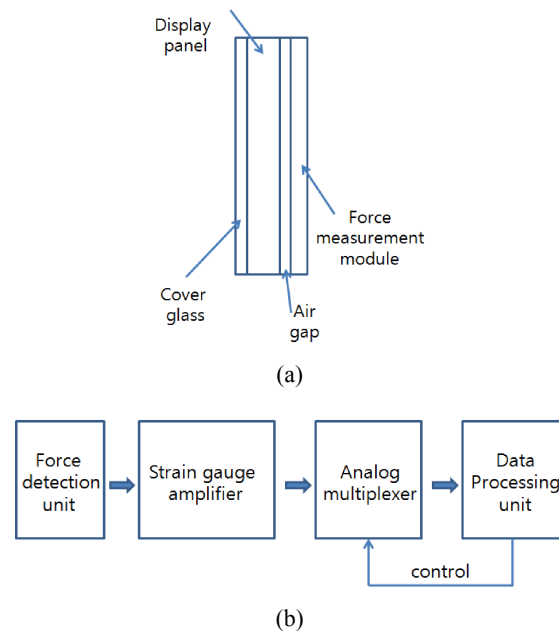 Display
panel
Force
measurement
module
Cover
glass
Air
gap
(a)
Force
detection
unit
Strain gauge
amplifier
Analog
multiplexer
Data
Processing
unit
control
(b)